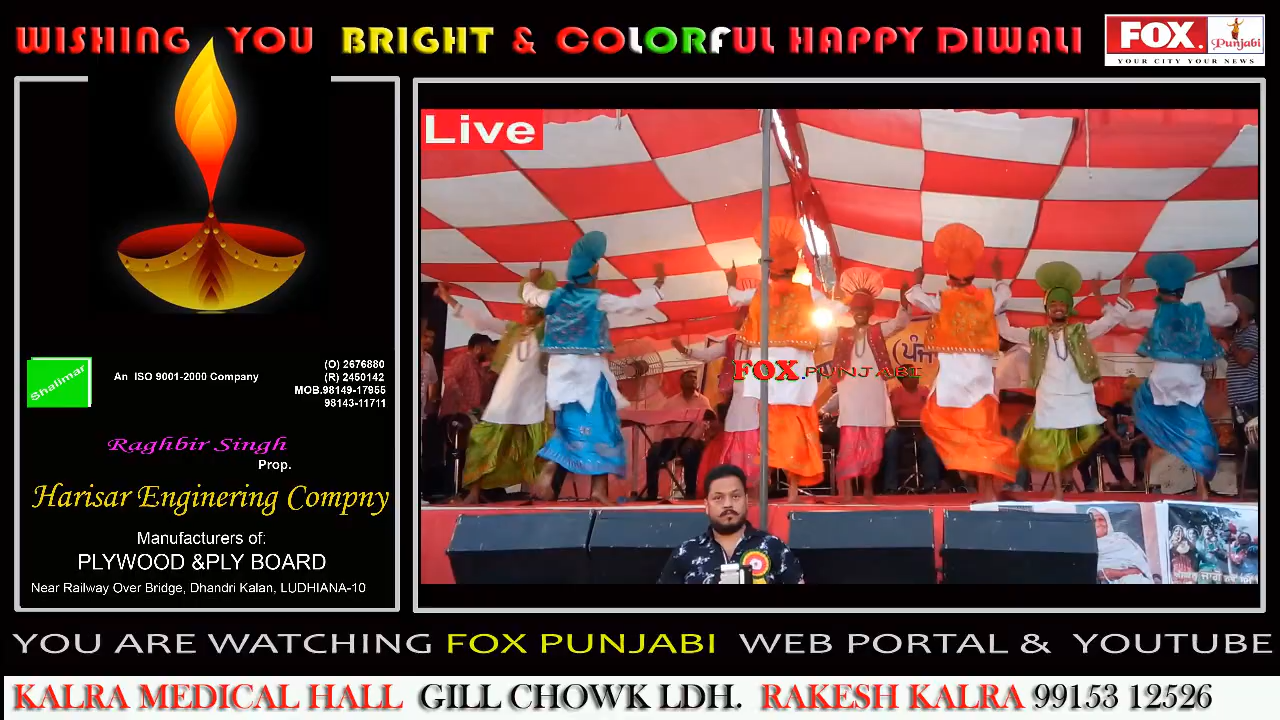 WISHING YOU BRIGHT & COLORFUL HAPPY DIWALI
FOX. Punjabi
YOUR CITY YOUR NEWS
Live
Shalimar
An ISO 9001-2000 Company
(O) 2676880
(R) 2450142
MOB.98149-17955
98143-11711
Raghbir Singh
Prop.
Harisar Enginering Compny
Manufacturers of:
PLYWOOD &PLY BOARD
Near Railway Over Bridge, Dhandri Kalan, LUDHIANA-10
ਪੰਜ
FOX.PUNJABI
YOU ARE WATCHING FOX PUNJABI WEB PORTAL & YOUTUBE
KALRA MEDICAL HALL GILL CHOWK LDH. RAKESH KALRA 99153 12526